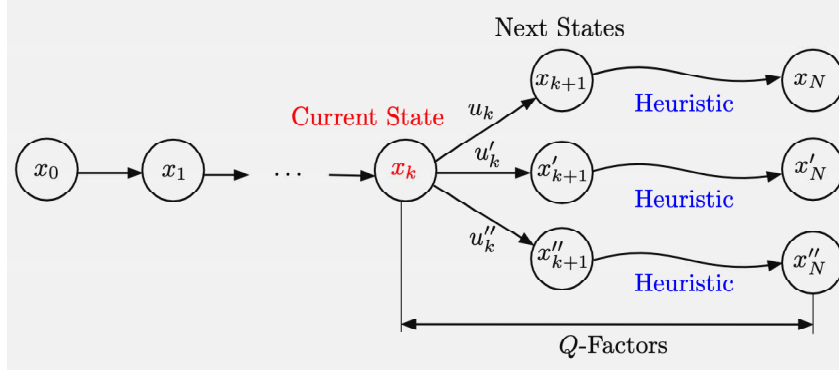 Next States
x_{k+1}
x_N
Heuristic
Current State
u_k
x_0
x_1
...
x_k
u'_k
x'_{k+1}
x'_N
Heuristic
u''_k
x''_{k+1}
x''_N
Heuristic
Q-Factors